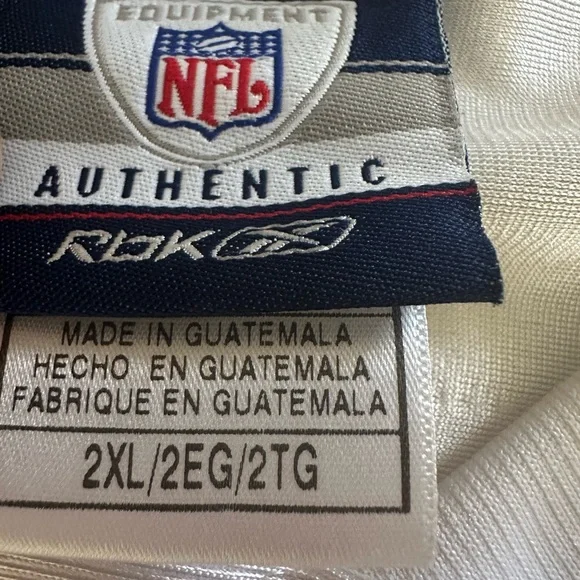 EQUIPMENT
NFL
AUTHENTIC
RBK
MADE IN GUATEMALA
HECHO EN GUATEMALA
FABRIQUE EN GUATEMALA
2XL/2EG/2TG